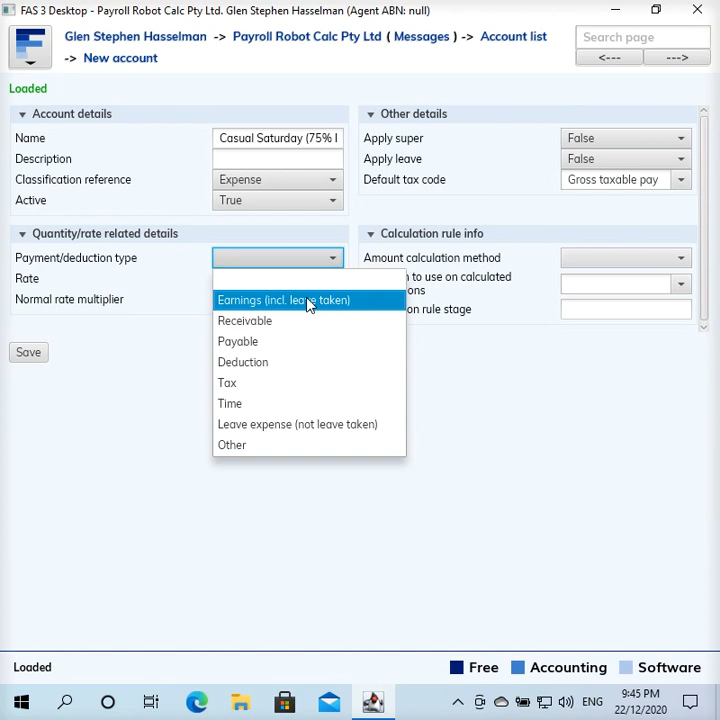 FAS 3 Desktop - Payroll Robot Calc Pty Ltd. Glen Stephen Hasselman (Agent ABN: null)
Glen Stephen Hasselman -> Payroll Robot Calc Pty Ltd ( Messages ) -> Account list
-> New account
Search page
<--- --->
Loaded
Account details
Name Casual Saturday (75%
Description
Classification reference Expense
Active True
Other details
Apply super False
Apply leave False
Default tax code Gross taxable pay
Quantity/rate related details
Payment/deduction type
Rate
Normal rate multiplier
Earnings (incl. leave taken)
Receivable
Payable
Deduction
Tax
Time
Leave expense (not leave taken)
Other
Calculation rule info
Amount calculation method
to use on calculated
rule stage
Save
Loaded
Free Accounting Software
ENG
9:45 PM
22/12/2020